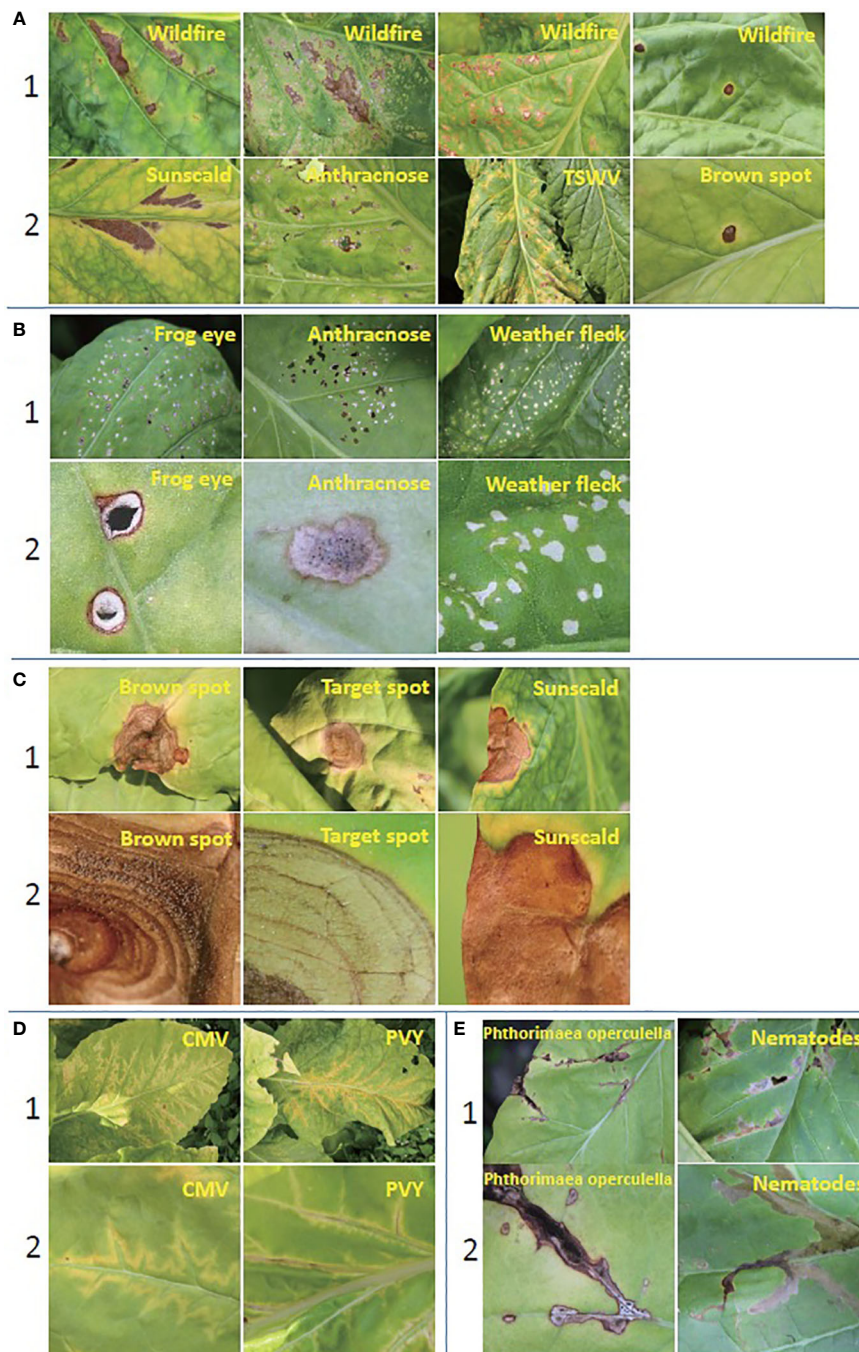 A
1
Wildfire
Wildfire
Wildfire
Wildfire
2
Sunscald
Anthracnose
TSWV
Brown spot
B
1
Frog eye
Anthracnose
Weather fleck
2
Frog eye
Anthracnose
Weather fleck
C
1
Brown spot
Target spot
Sunscald
2
Brown spot
Target spot
Sunscald
D
1
CMV
PVY
2
CMV
PVY
E
1
Phthorimaea operculella
Nematodes
2
Phthorimaea operculella
Nematodes